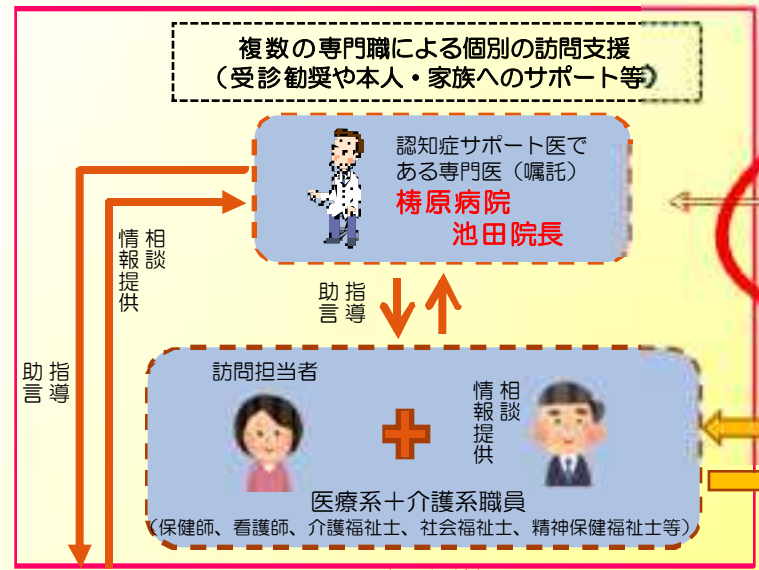 複数の専門職による個別の訪問支援
（受診勧奨や本人・家族へのサポート等）
認知症サポート医で
ある専門医（嘱託）
梼原病院
池田院長
相談
情報提供
指導
助言
指導
助言
訪問担当者
相談
情報提供
医療系＋介護系職員
（保健師、看護師、介護福祉士、社会福祉士、精神保健福祉士等）